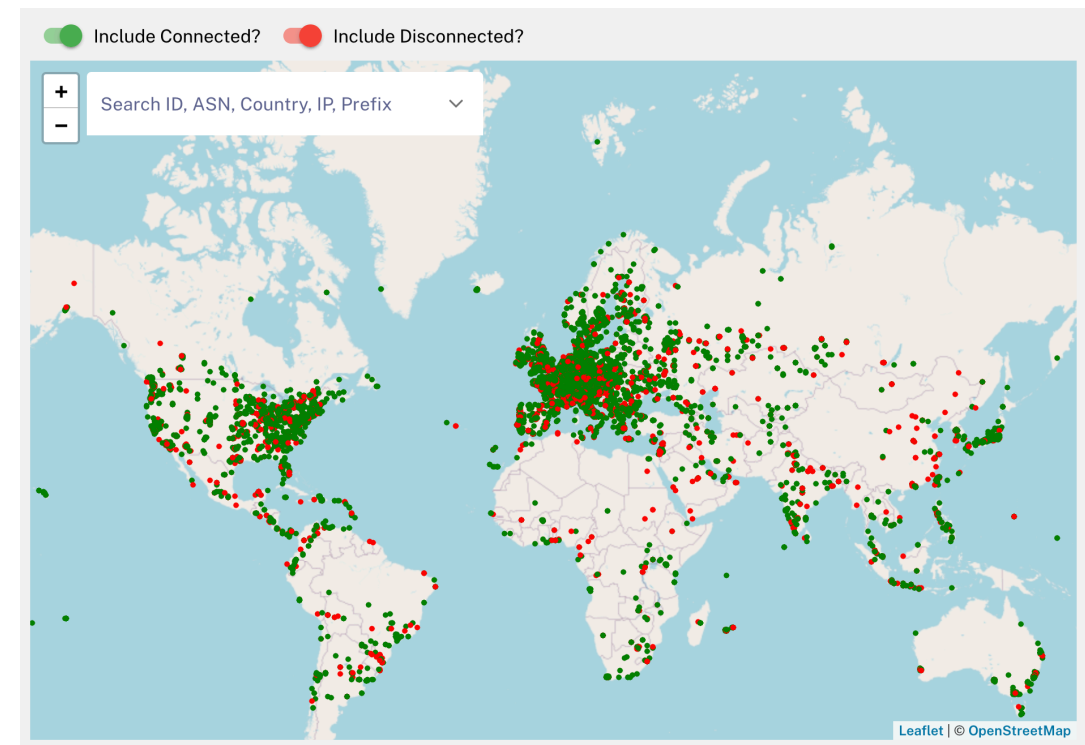 Include Connected? Include Disconnected?
+
Search ID, ASN, Country, IP, Prefix
−
Leaflet | © OpenStreetMap